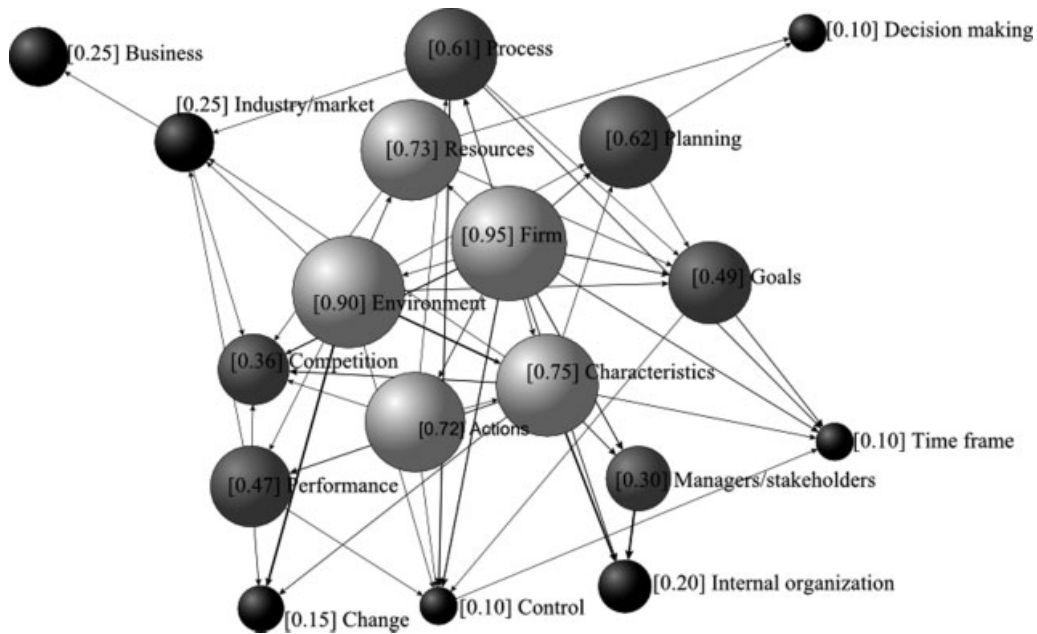 [0.61] Process
[0.10] Decision making
[0.25] Business
[0.25] Industry/market
[0.73] Resources
[0.62] Planning
[0.95] Firm
[0.49] Goals
[0.90] Environment
[0.36] Competition
[0.75] Characteristics
[0.72] Actions
[0.10] Time frame
[0.47] Performance
[0.30] Managers/stakeholders
[0.20] Internal organization
[0.15] Change
[0.10] Control